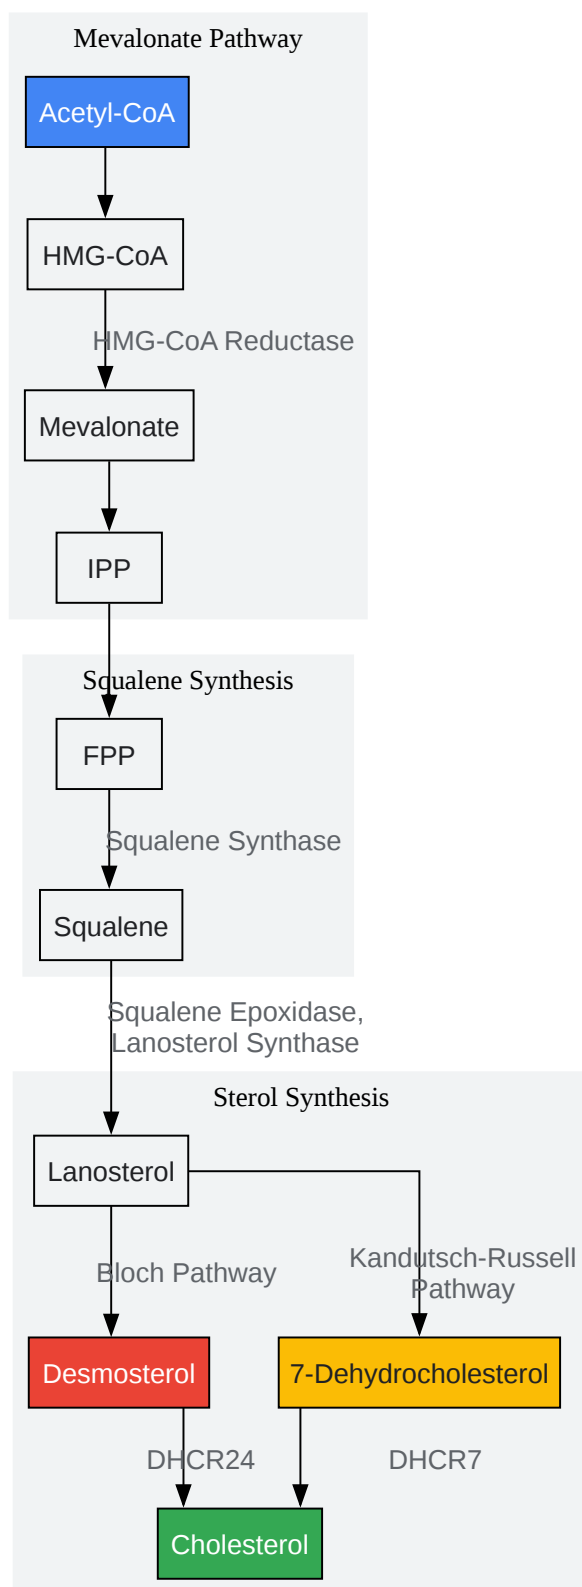 Mevalonate Pathway
Acetyl-CoA
HMG-CoA
HMG-CoA Reductase
Mevalonate
IPP
Squalene Synthesis
FPP
Squalene Synthase
Squalene
Squalene Epoxidase,
Lanosterol Synthase
Sterol Synthesis
Lanosterol
Bloch Pathway
Kandutsch-Russell
Pathway
Desmosterol
7-Dehydrocholesterol
DHCR24
DHCR7
Cholesterol